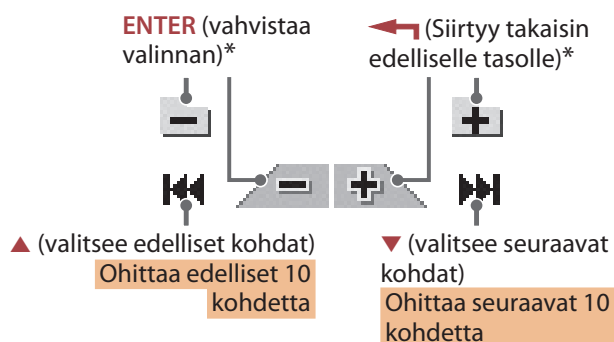 ENTER (vahvistaa
valinnan)*
(Siirtyy takaisin
edelliselle tasolle)*
▲ (valitsee edelliset kohdat)
Ohittaa edelliset 10
kohdetta
▼ (valitsee seuraavat
kohdat)
Ohittaa seuraavat 10
kohdetta